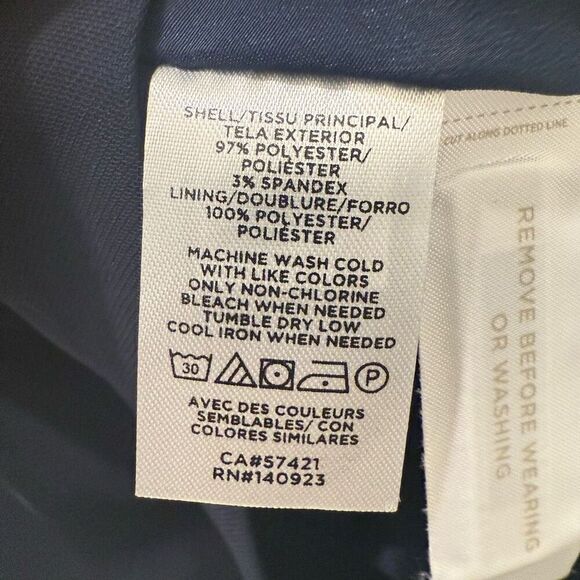 SHELL/TISSU PRINCIPAL/
TELA EXTERIOR
97% POLYESTER/
POLIÉSTER
3% SPANDEX
LINING/DOUBLURE/FORRO
100% POLYESTER/
POLIÉSTER
MACHINE WASH COLD
WITH LIKE COLORS
ONLY NON-CHLORINE
BLEACH WHEN NEEDED
TUMBLE DRY LOW
COOL IRON WHEN NEEDED
30 P
AVEC DES COULEURS
SEMBLABLES/ CON
COLORES SIMILARES
CA#57421
RN#140923
CUT ALONG DOTTED LINE
REMOVE BEFORE WEARING
OR WASHING